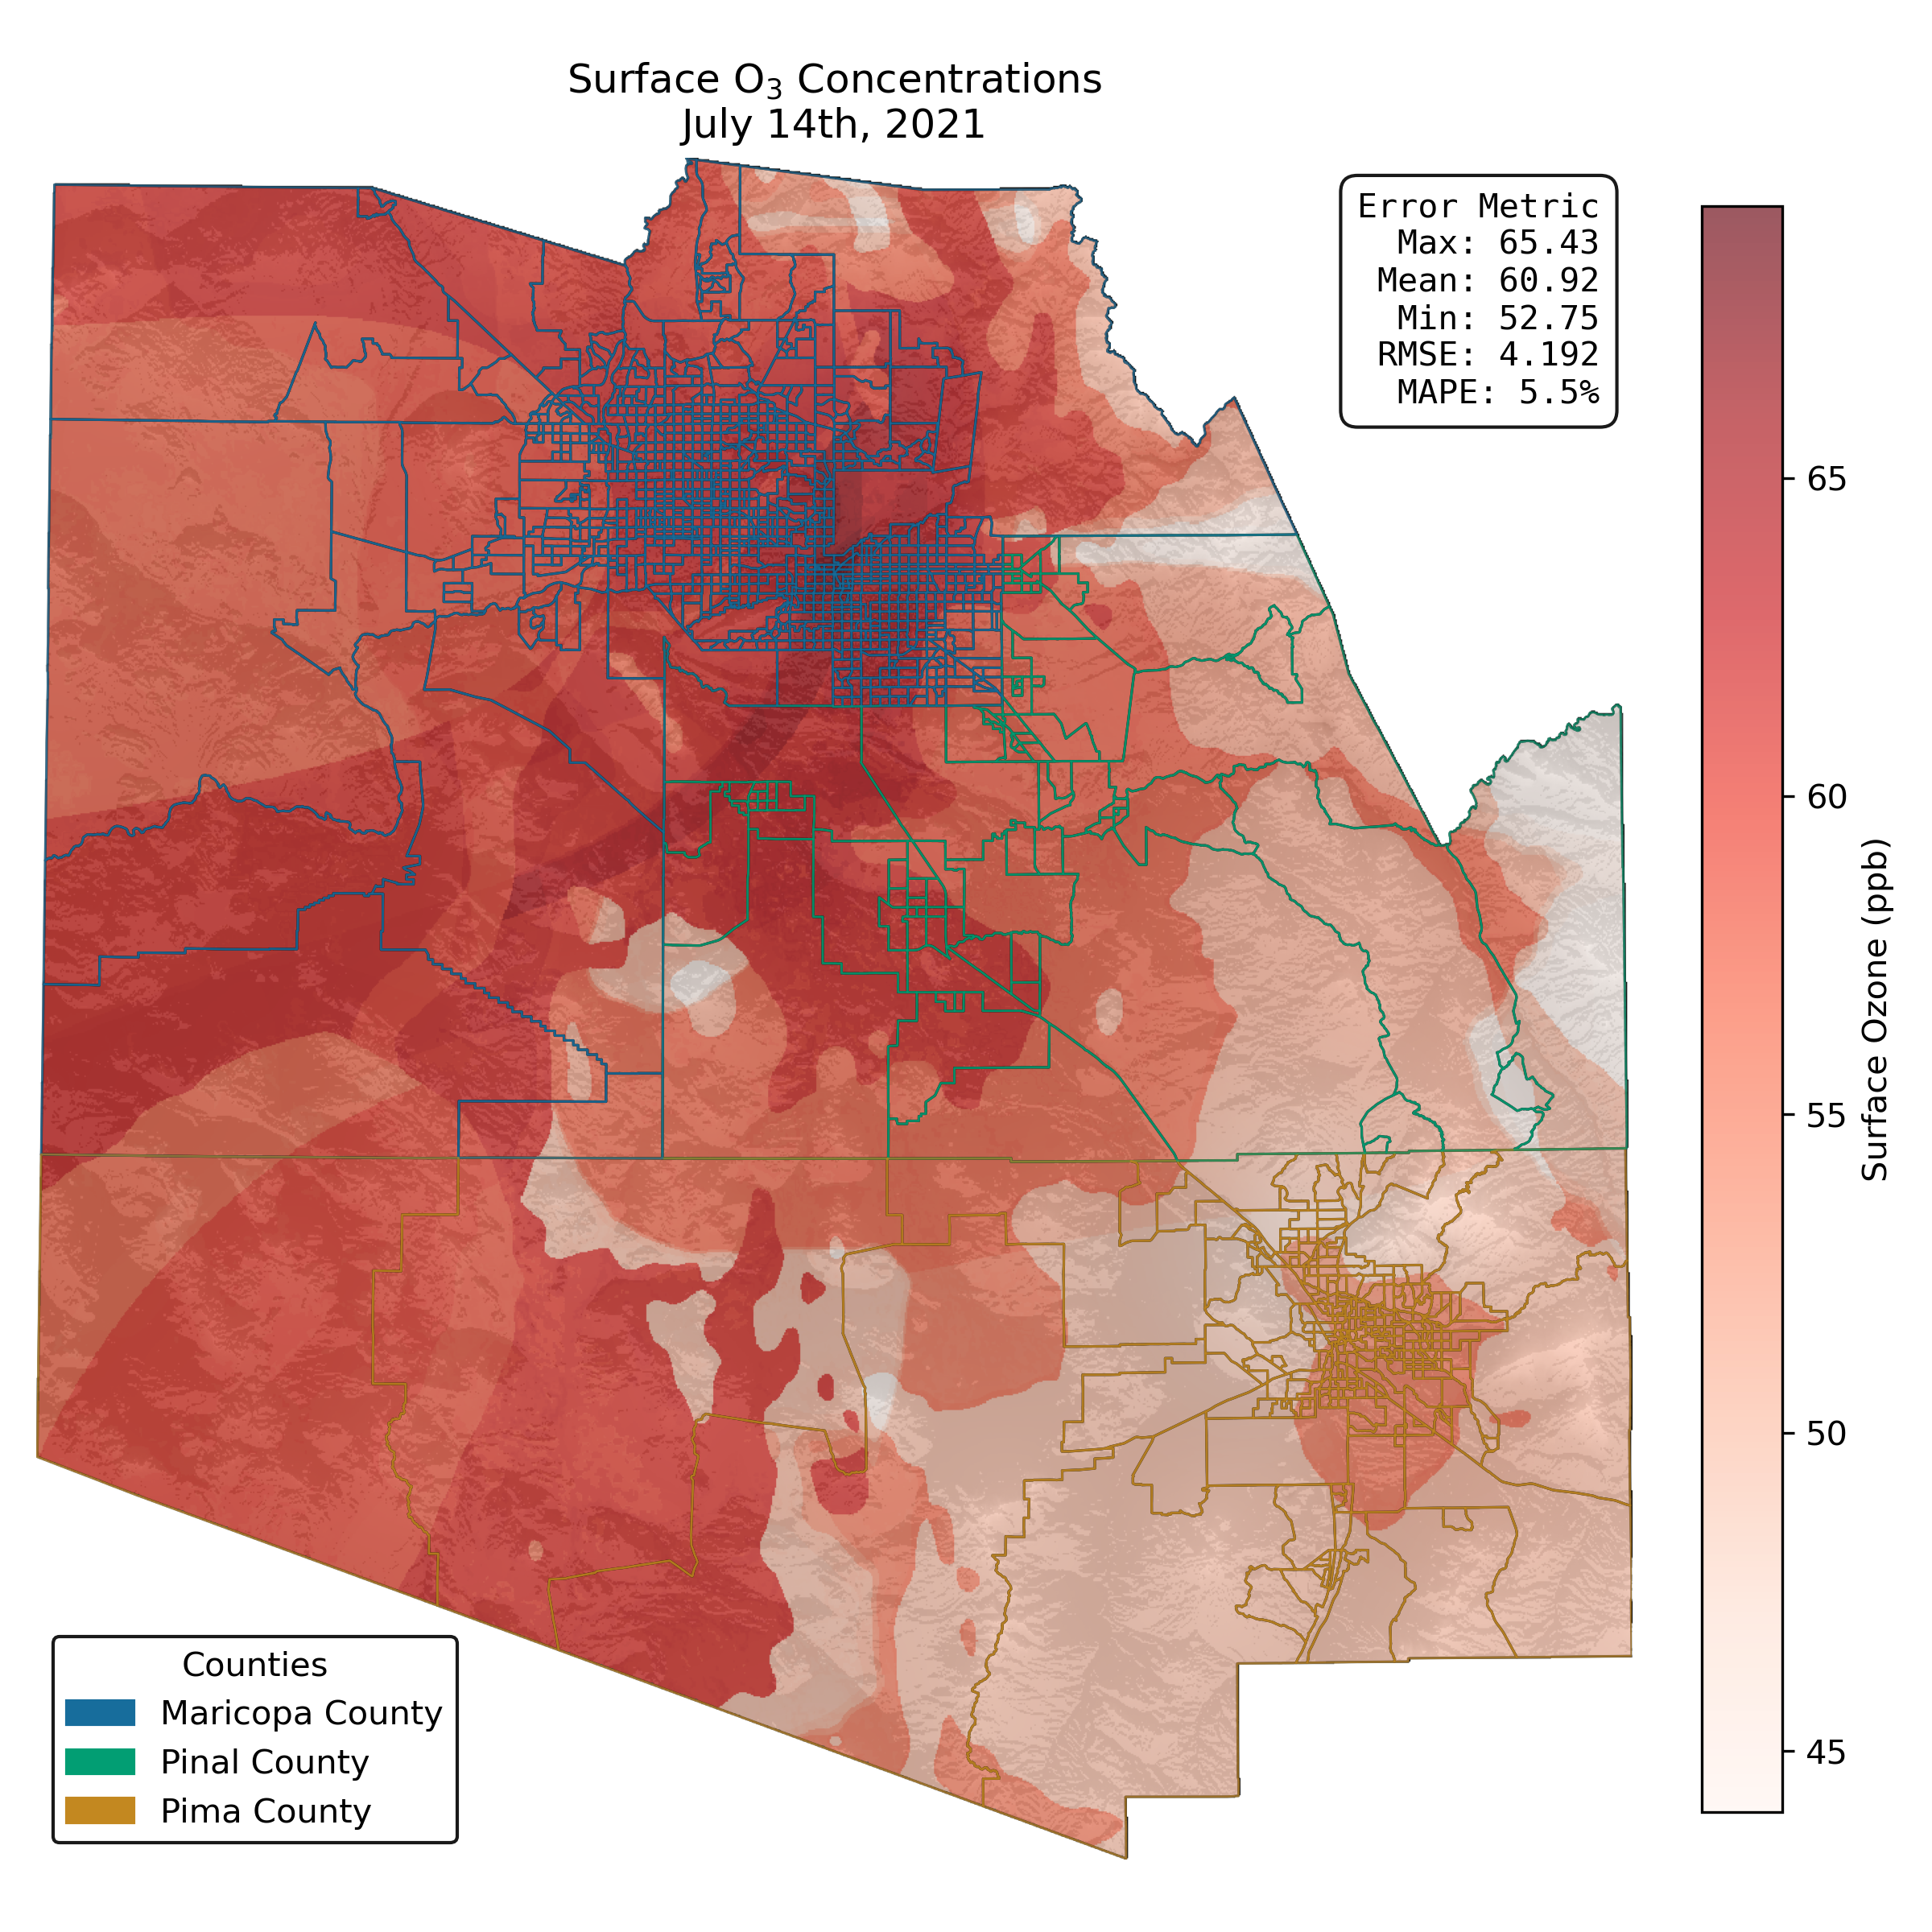 Surface O₃ Concentrations
July 14th, 2021
Error Metric
Max: 65.43
Mean: 60.92
Min: 52.75
RMSE: 4.192
MAPE: 5.5%
65
60
55
50
45
Surface Ozone (ppb)
Counties
Maricopa County
Pinal County
Pima County